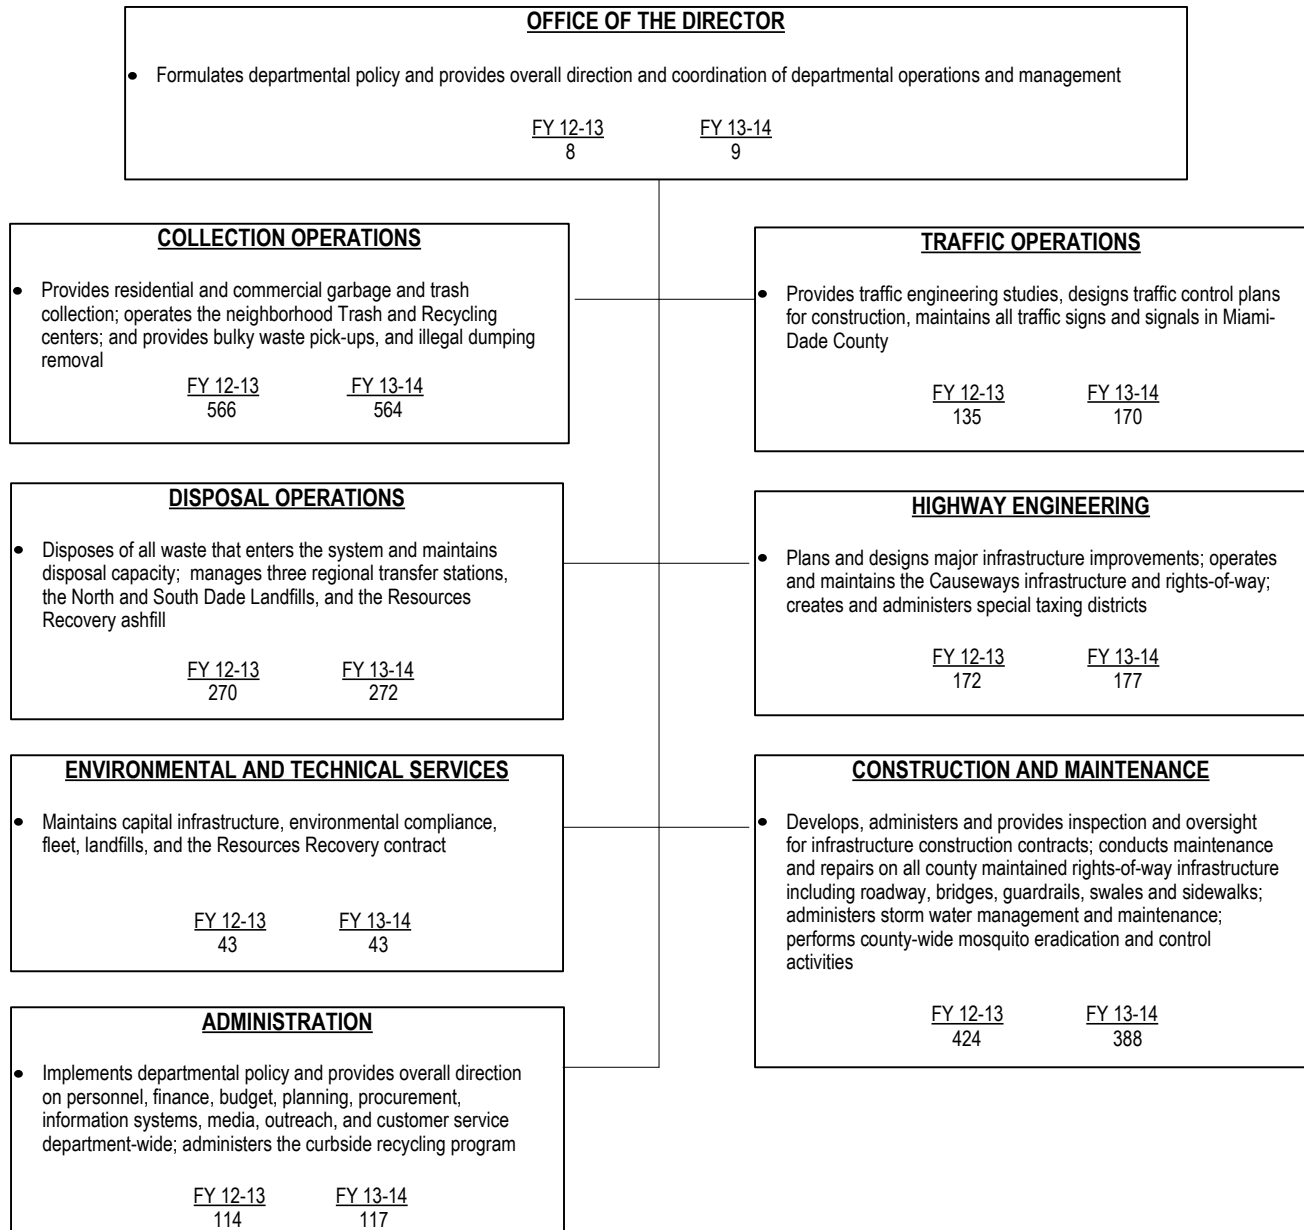 OFFICE OF THE DIRECTOR
• Formulates departmental policy and provides overall direction and coordination of departmental operations and management
FY 12-13 FY 13-14
8 9
COLLECTION OPERATIONS
• Provides residential and commercial garbage and trash
collection; operates the neighborhood Trash and Recycling
centers; and provides bulky waste pick-ups, and illegal dumping
removal
FY 12-13 FY 13-14
566 564
TRAFFIC OPERATIONS
• Provides traffic engineering studies, designs traffic control plans
for construction, maintains all traffic signs and signals in Miami-
Dade County
FY 12-13 FY 13-14
135 170
DISPOSAL OPERATIONS
• Disposes of all waste that enters the system and maintains
disposal capacity; manages three regional transfer stations,
the North and South Dade Landfills, and the Resources
Recovery ashfill
FY 12-13 FY 13-14
270 272
HIGHWAY ENGINEERING
• Plans and designs major infrastructure improvements; operates
and maintains the Causeways infrastructure and rights-of-way;
creates and administers special taxing districts
FY 12-13 FY 13-14
172 177
ENVIRONMENTAL AND TECHNICAL SERVICES
• Maintains capital infrastructure, environmental compliance,
fleet, landfills, and the Resources Recovery contract
FY 12-13 FY 13-14
43 43
CONSTRUCTION AND MAINTENANCE
• Develops, administers and provides inspection and oversight
for infrastructure construction contracts; conducts maintenance
and repairs on all county maintained rights-of-way infrastructure
including roadway, bridges, guardrails, swales and sidewalks;
administers storm water management and maintenance;
performs county-wide mosquito eradication and control
activities
FY 12-13 FY 13-14
424 388
ADMINISTRATION
• Implements departmental policy and provides overall direction
on personnel, finance, budget, planning, procurement,
information systems, media, outreach, and customer service
department-wide; administers the curbside recycling program
FY 12-13 FY 13-14
114 117